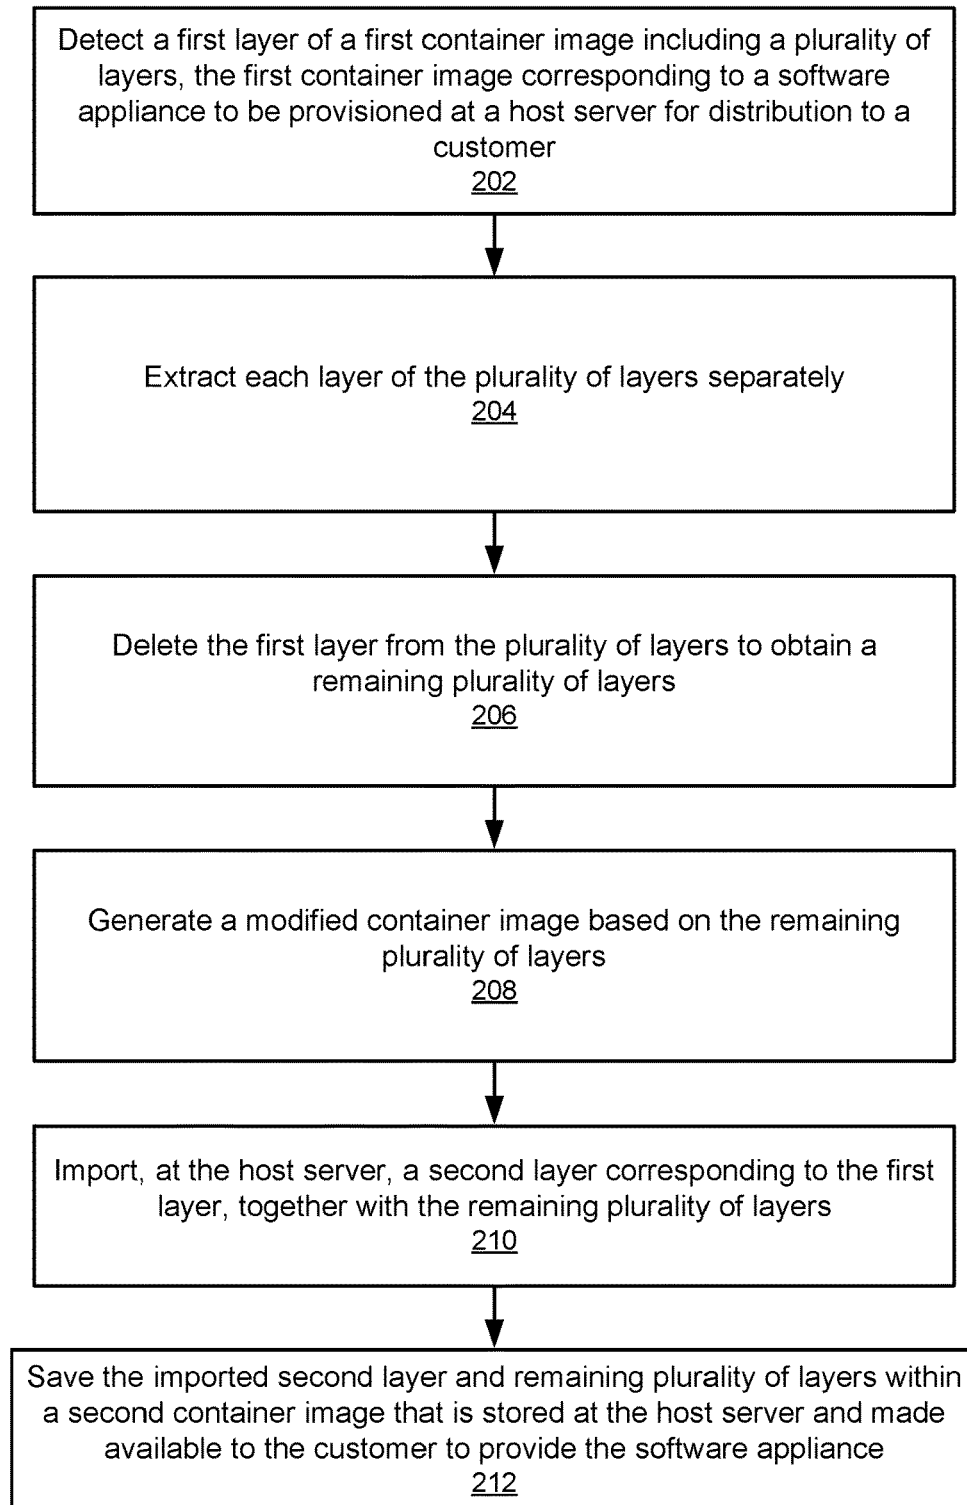 Detect a first layer of a first container image including a plurality of
layers, the first container image corresponding to a software
appliance to be provisioned at a host server for distribution to a
customer
202
Extract each layer of the plurality of layers separately
204
Delete the first layer from the plurality of layers to obtain a
remaining plurality of layers
206
Generate a modified container image based on the remaining
plurality of layers
208
Import, at the host server, a second layer corresponding to the first
layer, together with the remaining plurality of layers
210
Save the imported second layer and remaining plurality of layers within
a second container image that is stored at the host server and made
available to the customer to provide the software appliance
212